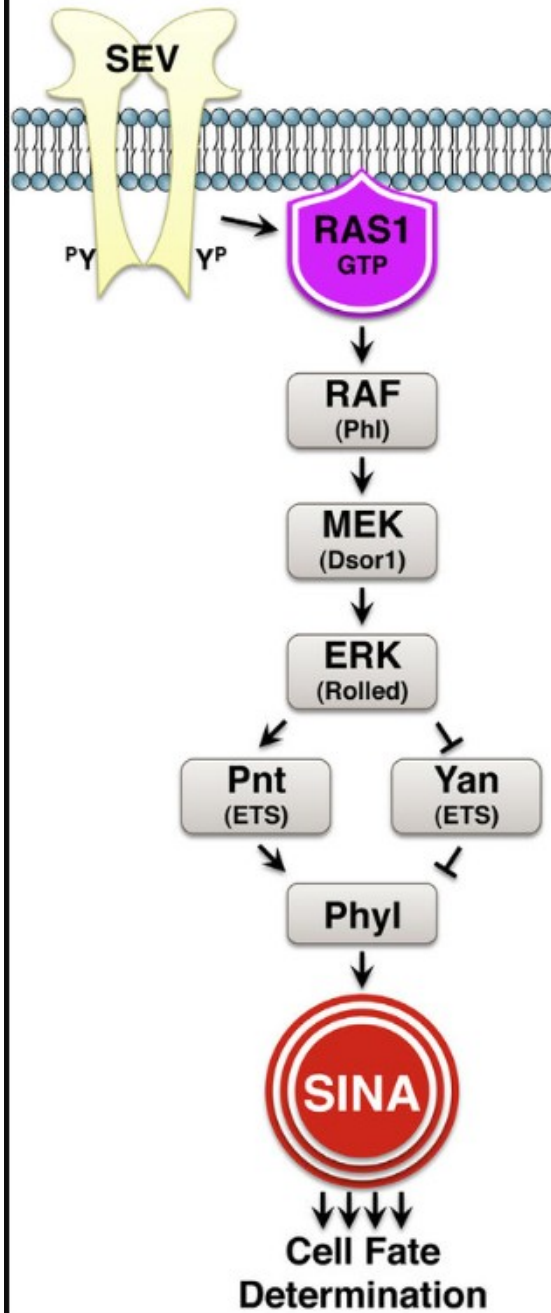 SEV
PY
YP
RAS1
GTP
RAF
(Phl)
MEK
(Dsor1)
ERK
(Rolled)
Pnt
(ETS)
Yan
(ETS)
Phyl
SINA
Cell Fate
Determination